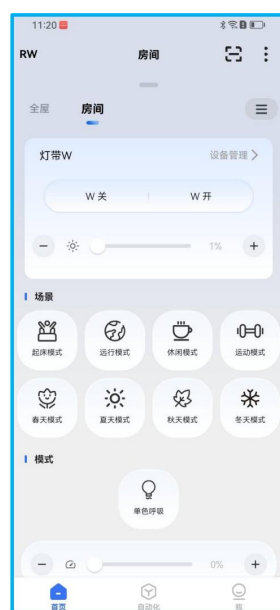 11:20
RW 房间
全屋 房间
灯带W 设备管理 >
W 关 W 开
1%
场景
起床模式 远行模式 休闲模式 运动模式
春天模式 夏天模式 秋天模式 冬天模式
模式
单色呼吸
0%
首页 自动化 我